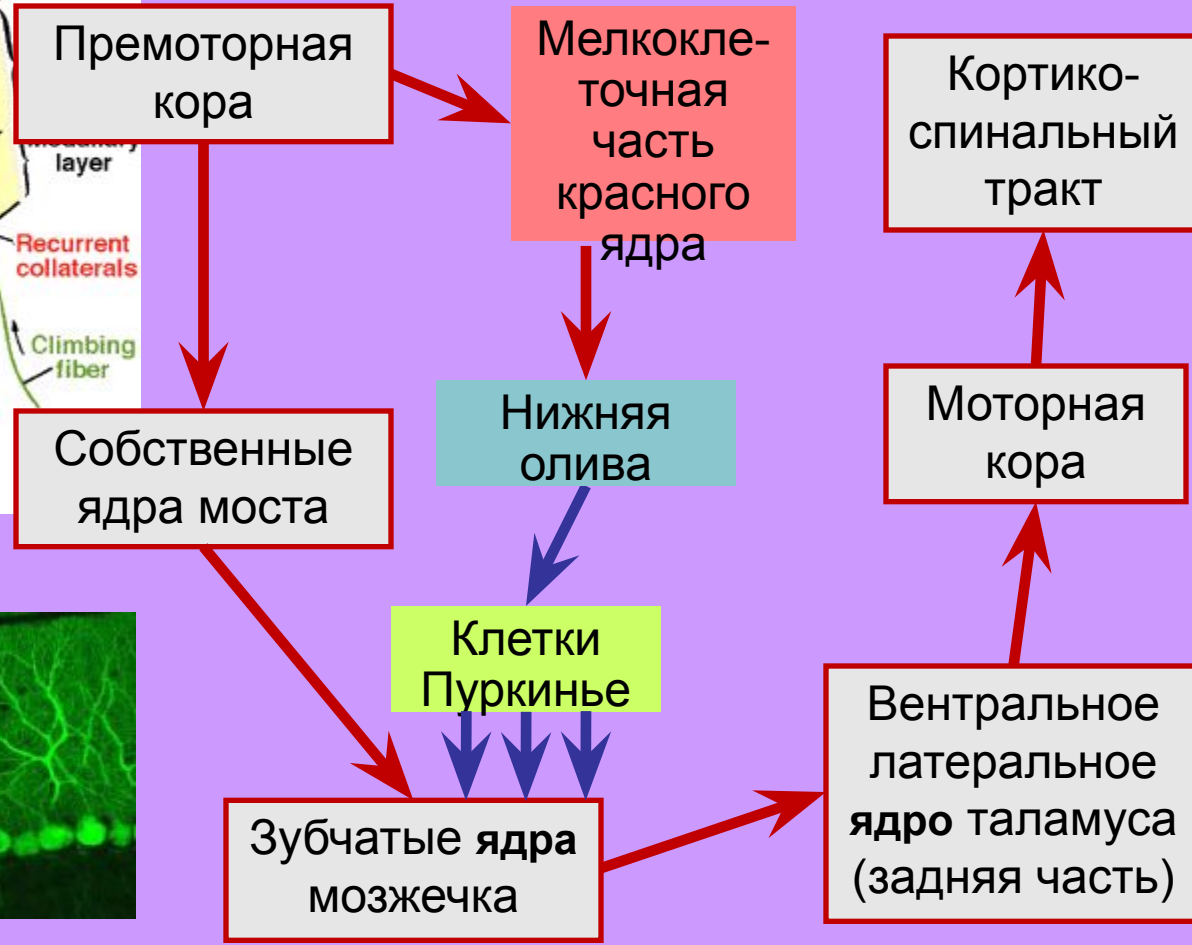 Премоторная
кора
layer
Recurrent
collaterals
Climbing
fiber
Мелкокле-
точная
часть
красного
ядра
Кортико-
спинальный
тракт
Собственные
ядра моста
Нижняя
олива
Моторная
кора
Клетки
Пуркинье
Зубчатые ядра
мозжечка
Вентральное
латеральное
ядро таламуса
(задняя часть)